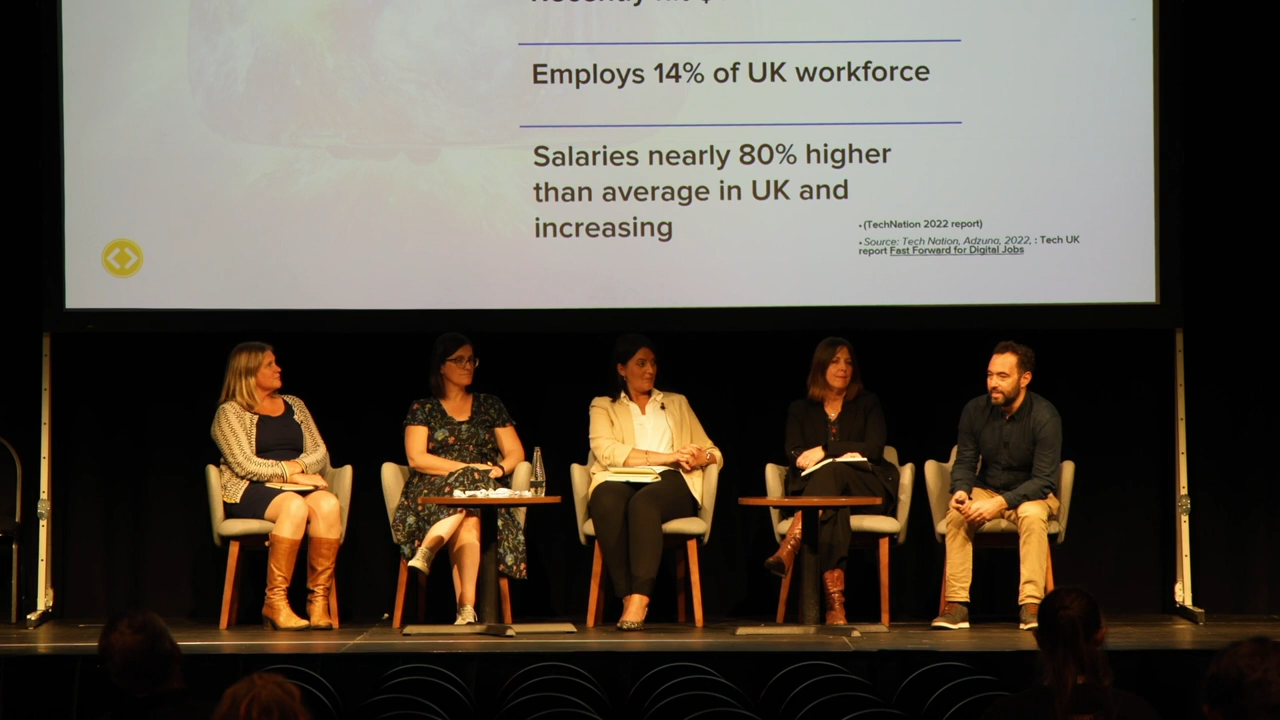 Employs 14% of UK workforce
Salaries nearly 80% higher
than average in UK and
increasing
• (TechNation 2022 report)
• Source: Tech Nation, Adzuna, 2022, : Tech UK
report Fast Forward for Digital Jobs